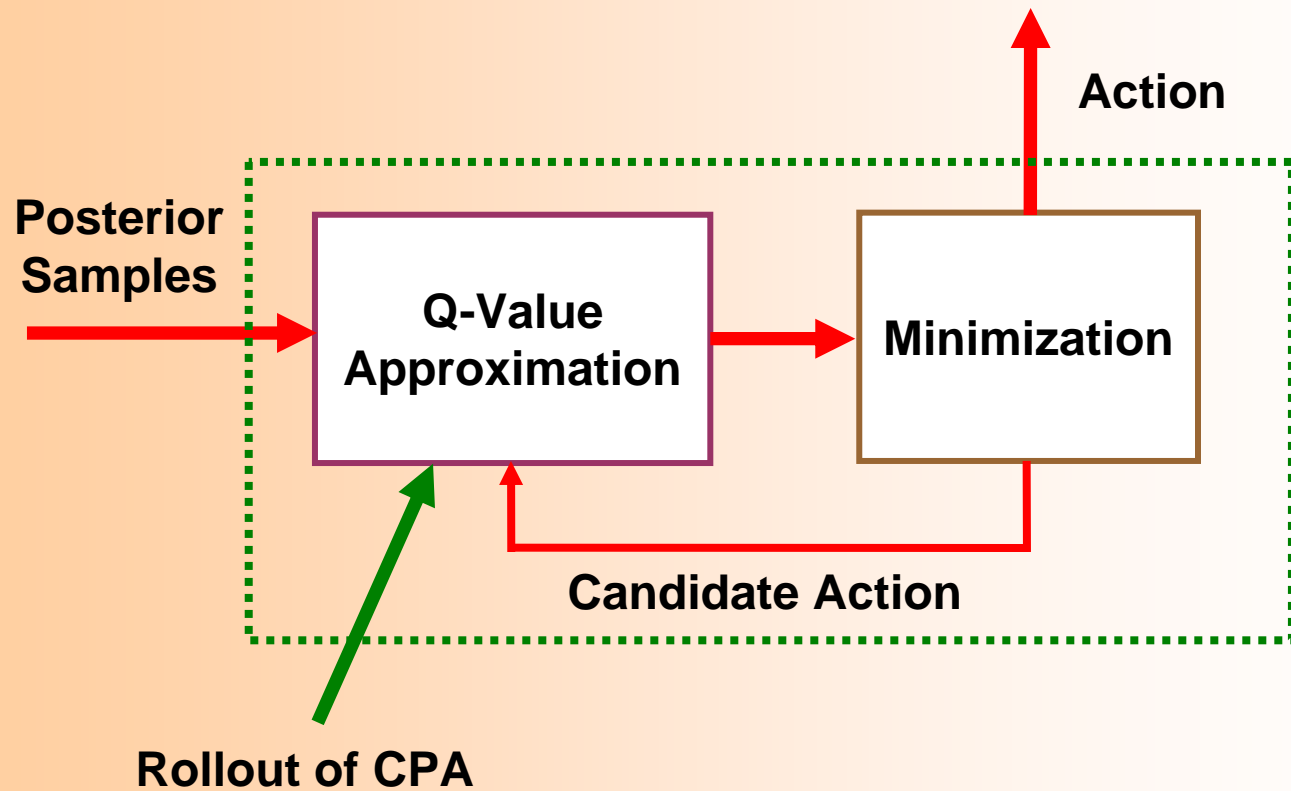 Action
Posterior
Samples
Q-Value
Approximation
Minimization
Candidate Action
Rollout of CPA